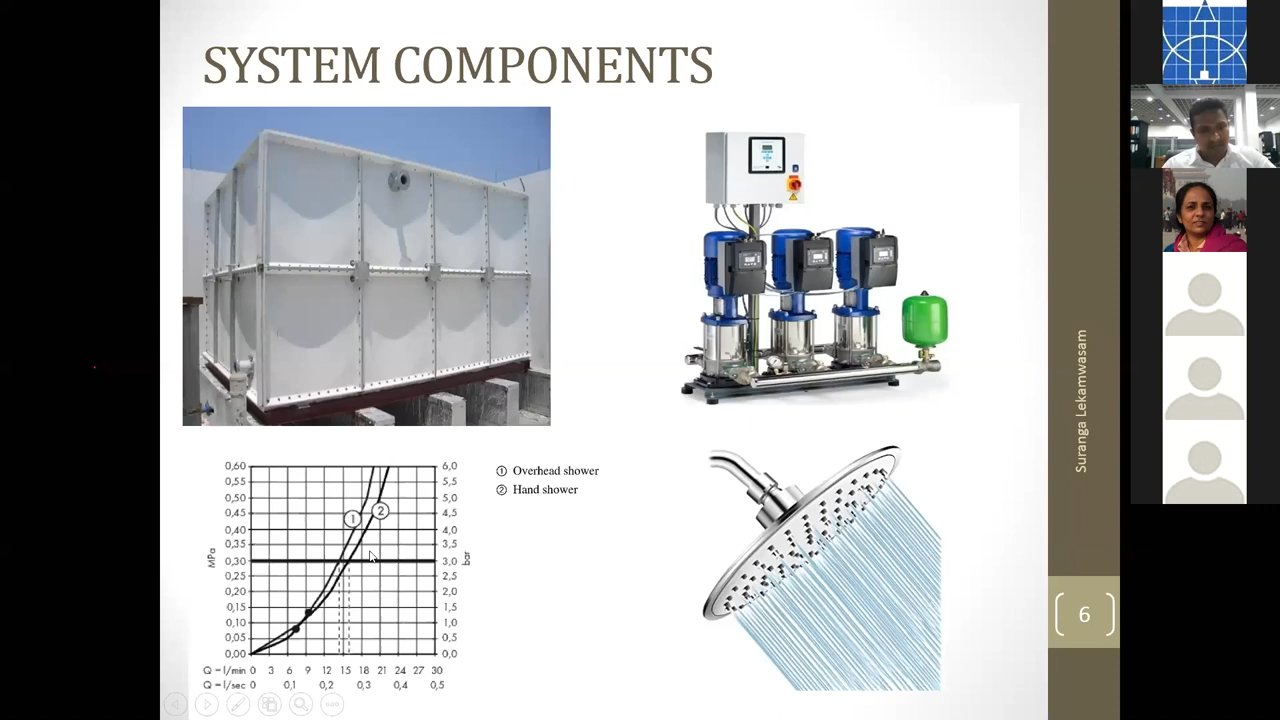 SYSTEM COMPONENTS
① Overhead shower
② Hand shower
0,60 6,0
0,55 5,5
0,50 5,0
0,45 4,5
0,40 4,0
0,35 3,5
0,30 3,0
0,25 2,5
0,20 2,0
0,15 1,5
0,10 1,0
0,05 0,5
0,00 0,0
MPa
bar
1
2
Q = l/min 0 3 6 9 12 15 18 21 24 27 30
Q = l/sec 0 0,1 0,2 0,3 0,4 0,5
Suranga Lekamwasam
6